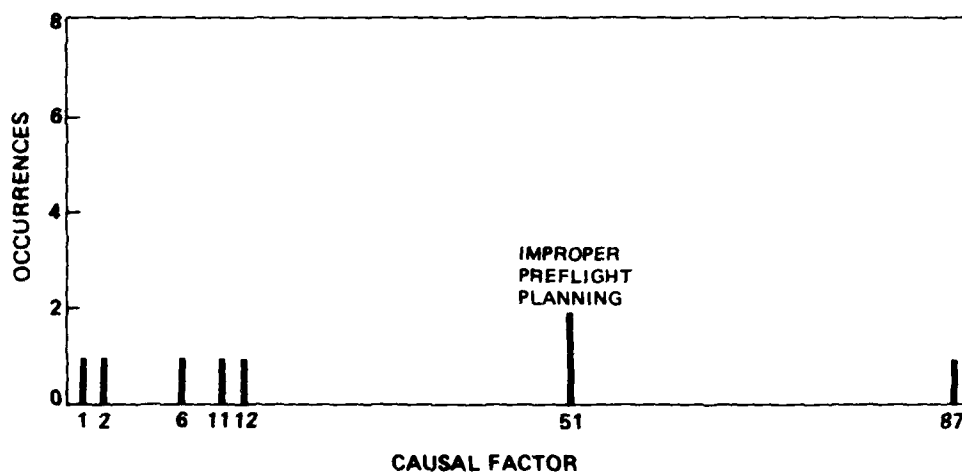 8
6
4
2
0
OCCURRENCES
IMPROPER
PREFLIGHT
PLANNING
1 2 6 11 12 51 87
CAUSAL FACTOR